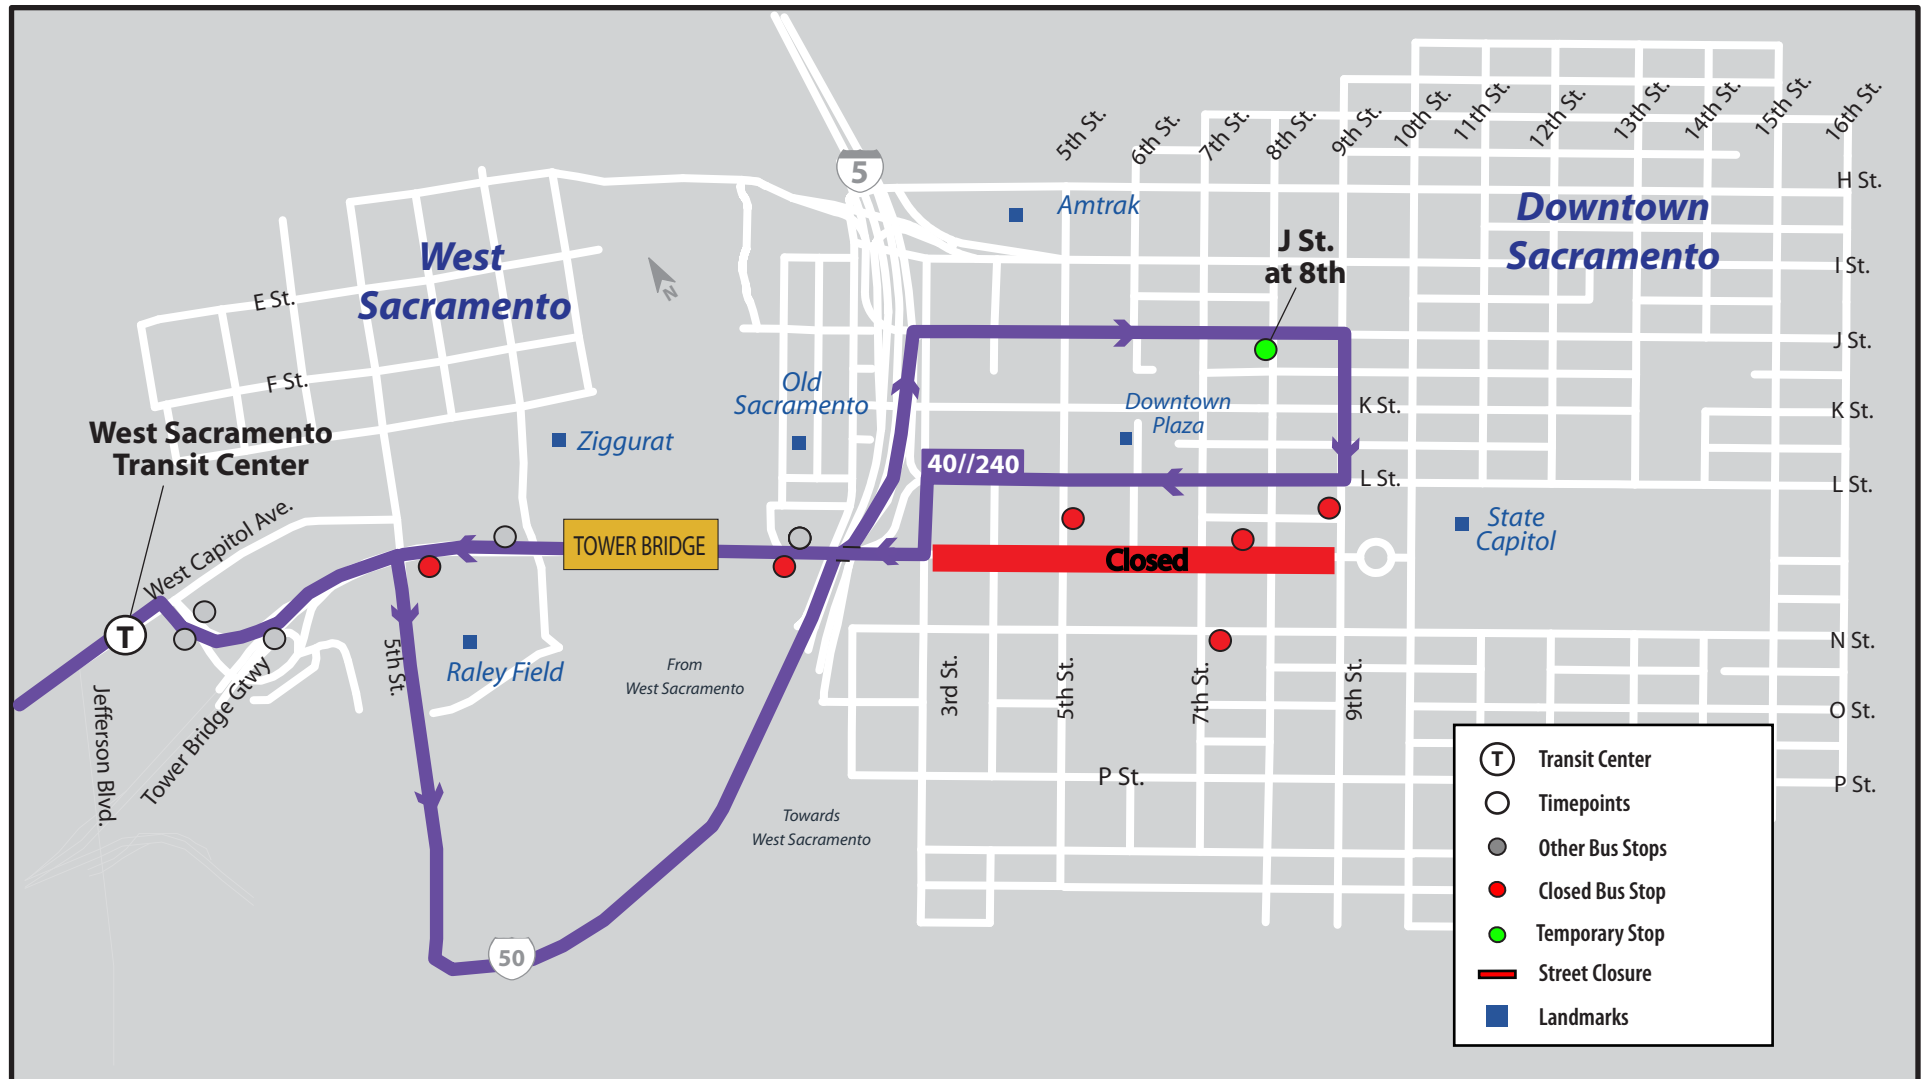 5th St.
6th St.
7th St.
8th St.
9th St.
10th St.
11th St.
12th St.
13th St.
14th St.
15th St.
16th St.
5
H St.
Amtrak
Downtown
Sacramento
J St.
at 8th
West
Sacramento
I St.
N
E St.
F St.
J St.
Old
Sacramento
Downtown
Plaza
K St.
K St.
West Sacramento
Transit Center
Ziggurat
40//240
L St.
L St.
West Capitol Ave.
TOWER BRIDGE
State
Capitol
Closed
T
5th St.
Raley Field
From
West Sacramento
3rd St.
5th St.
7th St.
9th St.
N St.
O St.
Jefferson Blvd.
Tower Bridge Gtwy
P St.
P St.
Towards
West Sacramento
50
T
Transit Center
Timepoints
Other Bus Stops
Closed Bus Stop
Temporary Stop
Street Closure
Landmarks